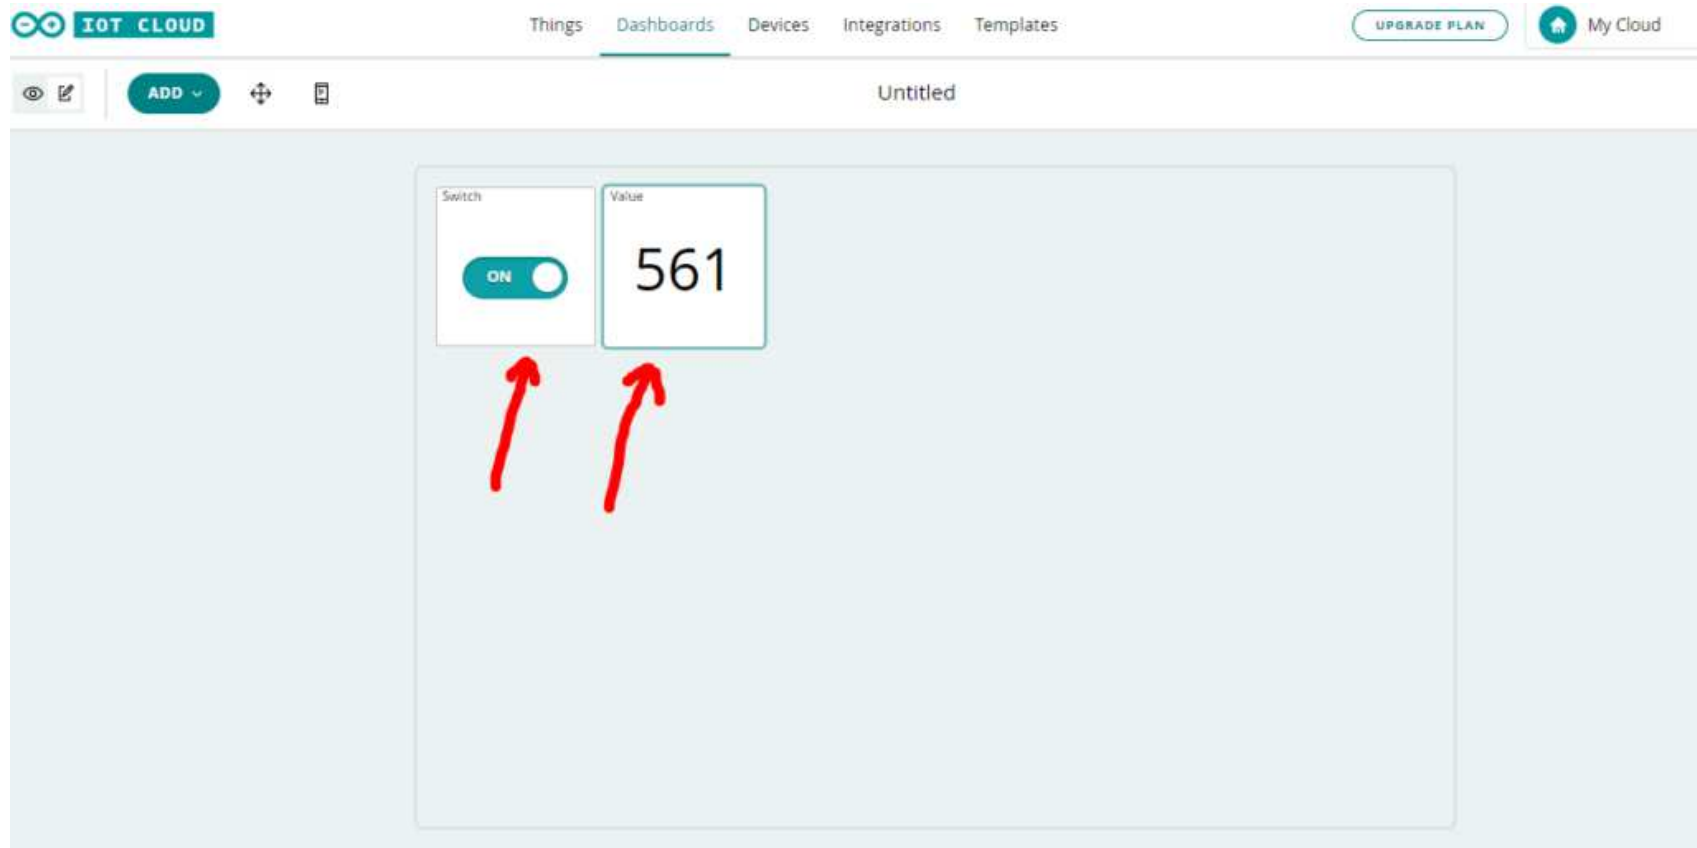 IOT CLOUD Things Dashboards Devices Integrations Templates UPGRADE PLAN My Cloud
ADD Untitled
Switch Value
ON 561